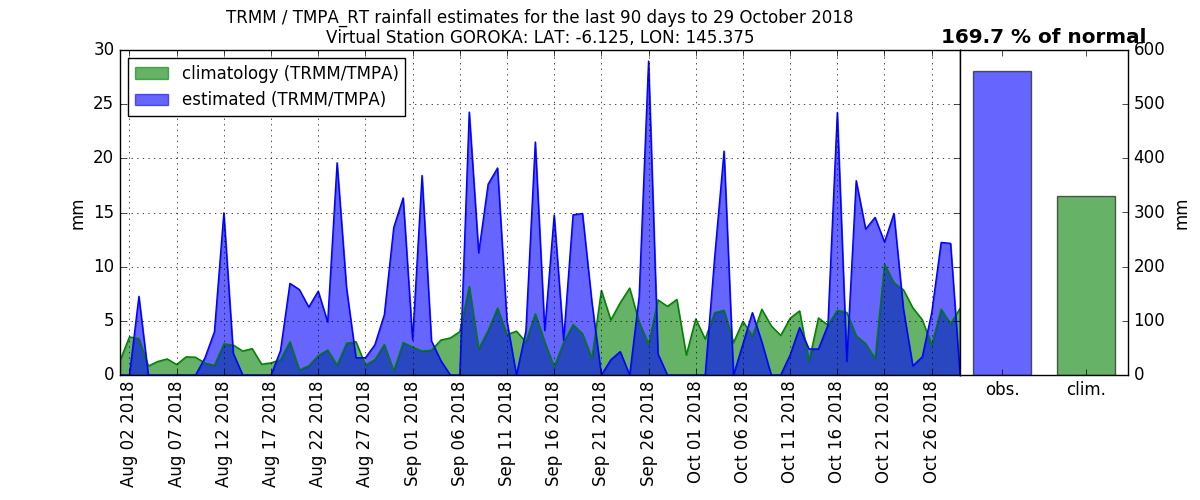 TRMM / TMPA_RT rainfall estimates for the last 90 days to 29 October 2018
Virtual Station GOROKA: LAT: -6.125, LON: 145.375
169.7 % of normal
climatology (TRMM/TMPA)
estimated (TRMM/TMPA)
30
25
20
15
10
5
0
mm
600
500
400
300
200
100
0
mm
Aug 02 2018
Aug 07 2018
Aug 12 2018
Aug 17 2018
Aug 22 2018
Aug 27 2018
Sep 01 2018
Sep 06 2018
Sep 11 2018
Sep 16 2018
Sep 21 2018
Sep 26 2018
Oct 01 2018
Oct 06 2018
Oct 11 2018
Oct 16 2018
Oct 21 2018
Oct 26 2018
obs.
clim.